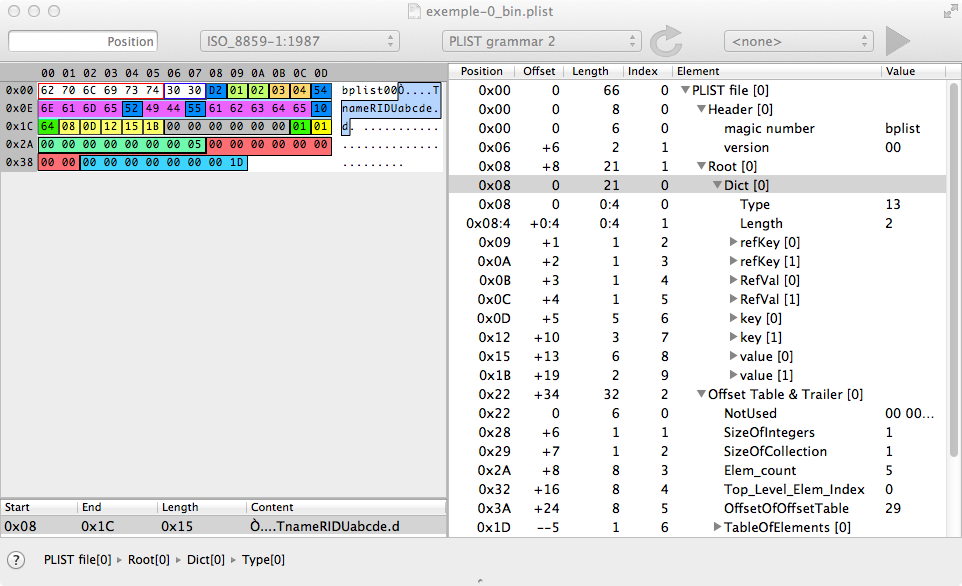 exemple-0_bin.plist
Position ISO_8859-1:1987 PLIST grammar 2 <none>
00 01 02 03 04 05 06 07 08 09 0A 0B 0C 0D
0x00 62 70 6C 69 73 74 30 30 D2 01 02 03 04 54 bplist00Ò....T
0x0E 6E 61 6D 65 52 49 44 55 61 62 63 64 65 10 nameRIDUabcde.
0x1C 64 08 0D 12 15 1B 00 00 00 00 00 00 01 01 d. ...........
0x2A 00 00 00 00 00 00 00 05 00 00 00 00 00 00 ..............
0x38 00 00 00 00 00 00 00 00 00 1D .........
Position Offset Length Index Element Value
0x00 0 66 0 PLIST file [0]
0x00 0 8 0 Header [0]
0x00 0 6 0 magic number bplist
0x06 +6 2 1 version 00
0x08 +8 21 1 Root [0]
0x08 0 21 0 Dict [0]
0x08 0 0:4 0 Type 13
0x08:4 +0:4 0:4 1 Length 2
0x09 +1 1 2 refKey [0]
0x0A +2 1 3 refKey [1]
0x0B +3 1 4 RefVal [0]
0x0C +4 1 5 RefVal [1]
0x0D +5 5 6 key [0]
0x12 +10 3 7 key [1]
0x15 +13 6 8 value [0]
0x1B +19 2 9 value [1]
0x22 +34 32 2 Offset Table & Trailer [0]
0x22 0 6 0 NotUsed 00 00...
0x28 +6 1 1 SizeOfIntegers 1
0x29 +7 1 2 SizeOfCollection 1
0x2A +8 8 3 Elem_count 5
0x32 +16 8 4 Top_Level_Elem_Index 0
0x3A +24 8 5 OffsetOfOffsetTable 29
0x1D --5 1 6 TableOfElements [0]
Start End Length Content
0x08 0x1C 0x15 Ò....TnameRIDUabcde.d
? PLIST file[0] ▸ Root[0] ▸ Dict[0] ▸ Type[0]